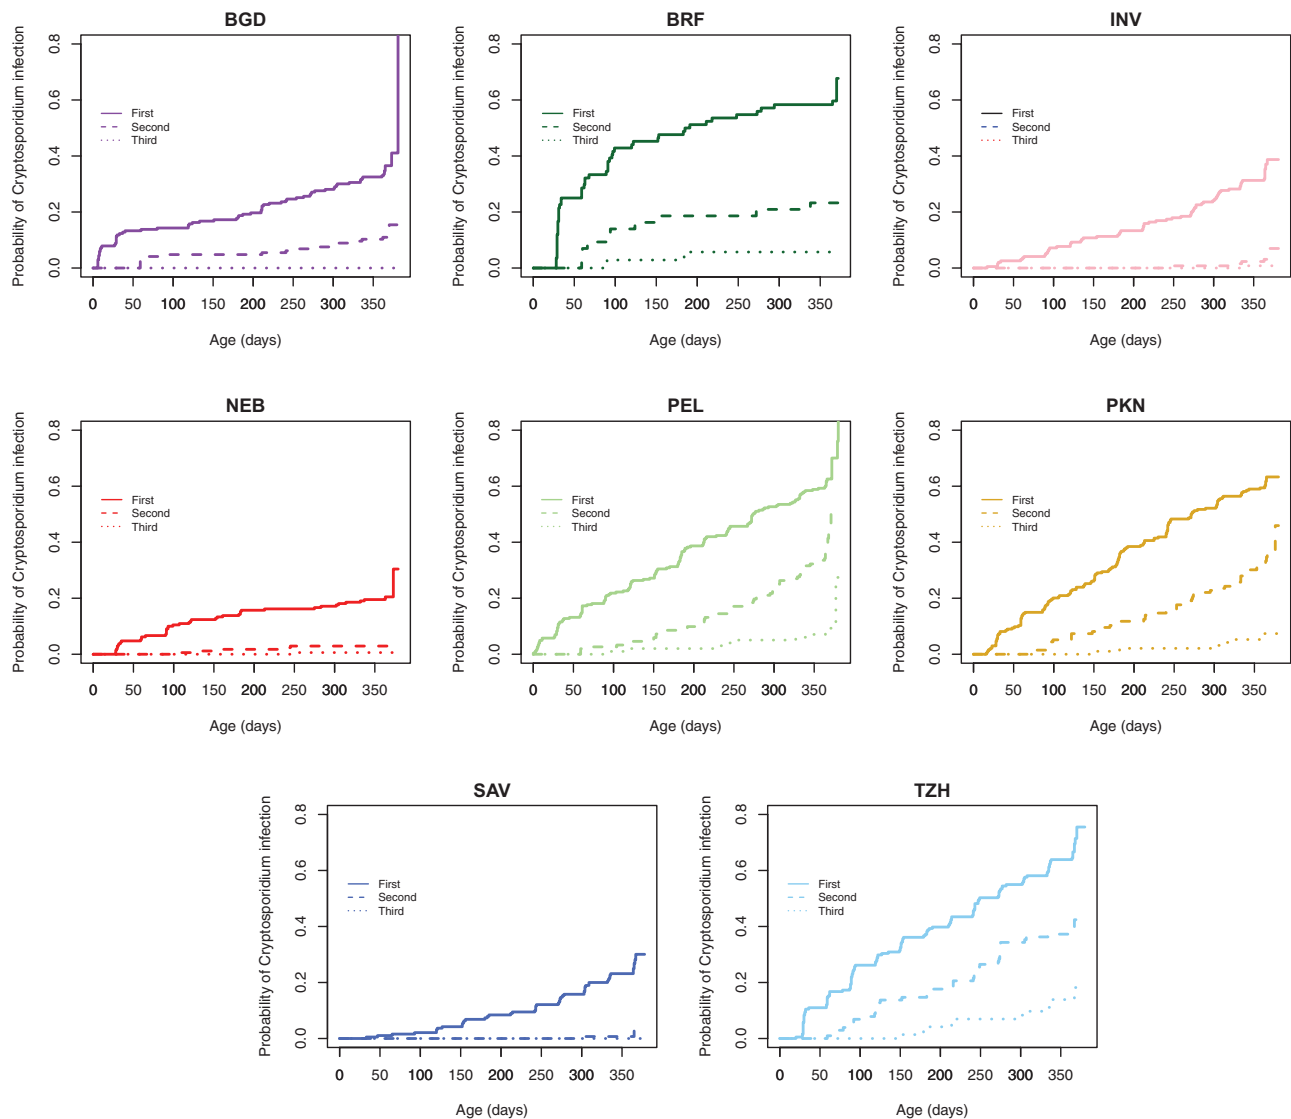 BGD
Probability of Cryptosporidium infection
0.8
0.6
0.4
0.2
0.0
First
Second
Third
0 50 100 150 200 250 300 350
Age (days)
BRF
Probability of Cryptosporidium infection
0.8
0.6
0.4
0.2
0.0
First
Second
Third
0 50 100 150 200 250 300 350
Age (days)
INV
Probability of Cryptosporidium infection
0.8
0.6
0.4
0.2
0.0
First
Second
Third
0 50 100 150 200 250 300 350
Age (days)
NEB
Probability of Cryptosporidium infection
0.8
0.6
0.4
0.2
0.0
First
Second
Third
0 50 100 150 200 250 300 350
Age (days)
PEL
Probability of Cryptosporidium infection
0.8
0.6
0.4
0.2
0.0
First
Second
Third
0 50 100 150 200 250 300 350
Age (days)
PKN
Probability of Cryptosporidium infection
0.8
0.6
0.4
0.2
0.0
First
Second
Third
0 50 100 150 200 250 300 350
Age (days)
SAV
Probability of Cryptosporidium infection
0.8
0.6
0.4
0.2
0.0
First
Second
Third
0 50 100 150 200 250 300 350
Age (days)
TZH
Probability of Cryptosporidium infection
0.8
0.6
0.4
0.2
0.0
First
Second
Third
0 50 100 150 200 250 300 350
Age (days)